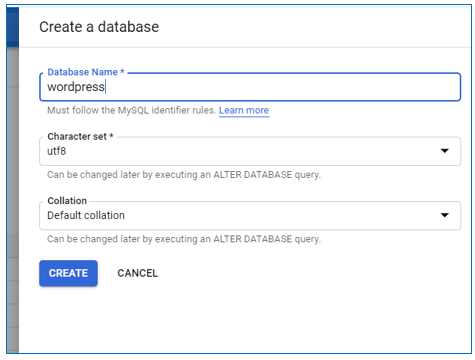 Create a database
Database Name *
wordpress
Must follow the MySQL identifier rules. Learn more
Character set *
utf8
Can be changed later by executing an ALTER DATABASE query.
Collation
Default collation
Can be changed later by executing an ALTER DATABASE query.
CREATE CANCEL